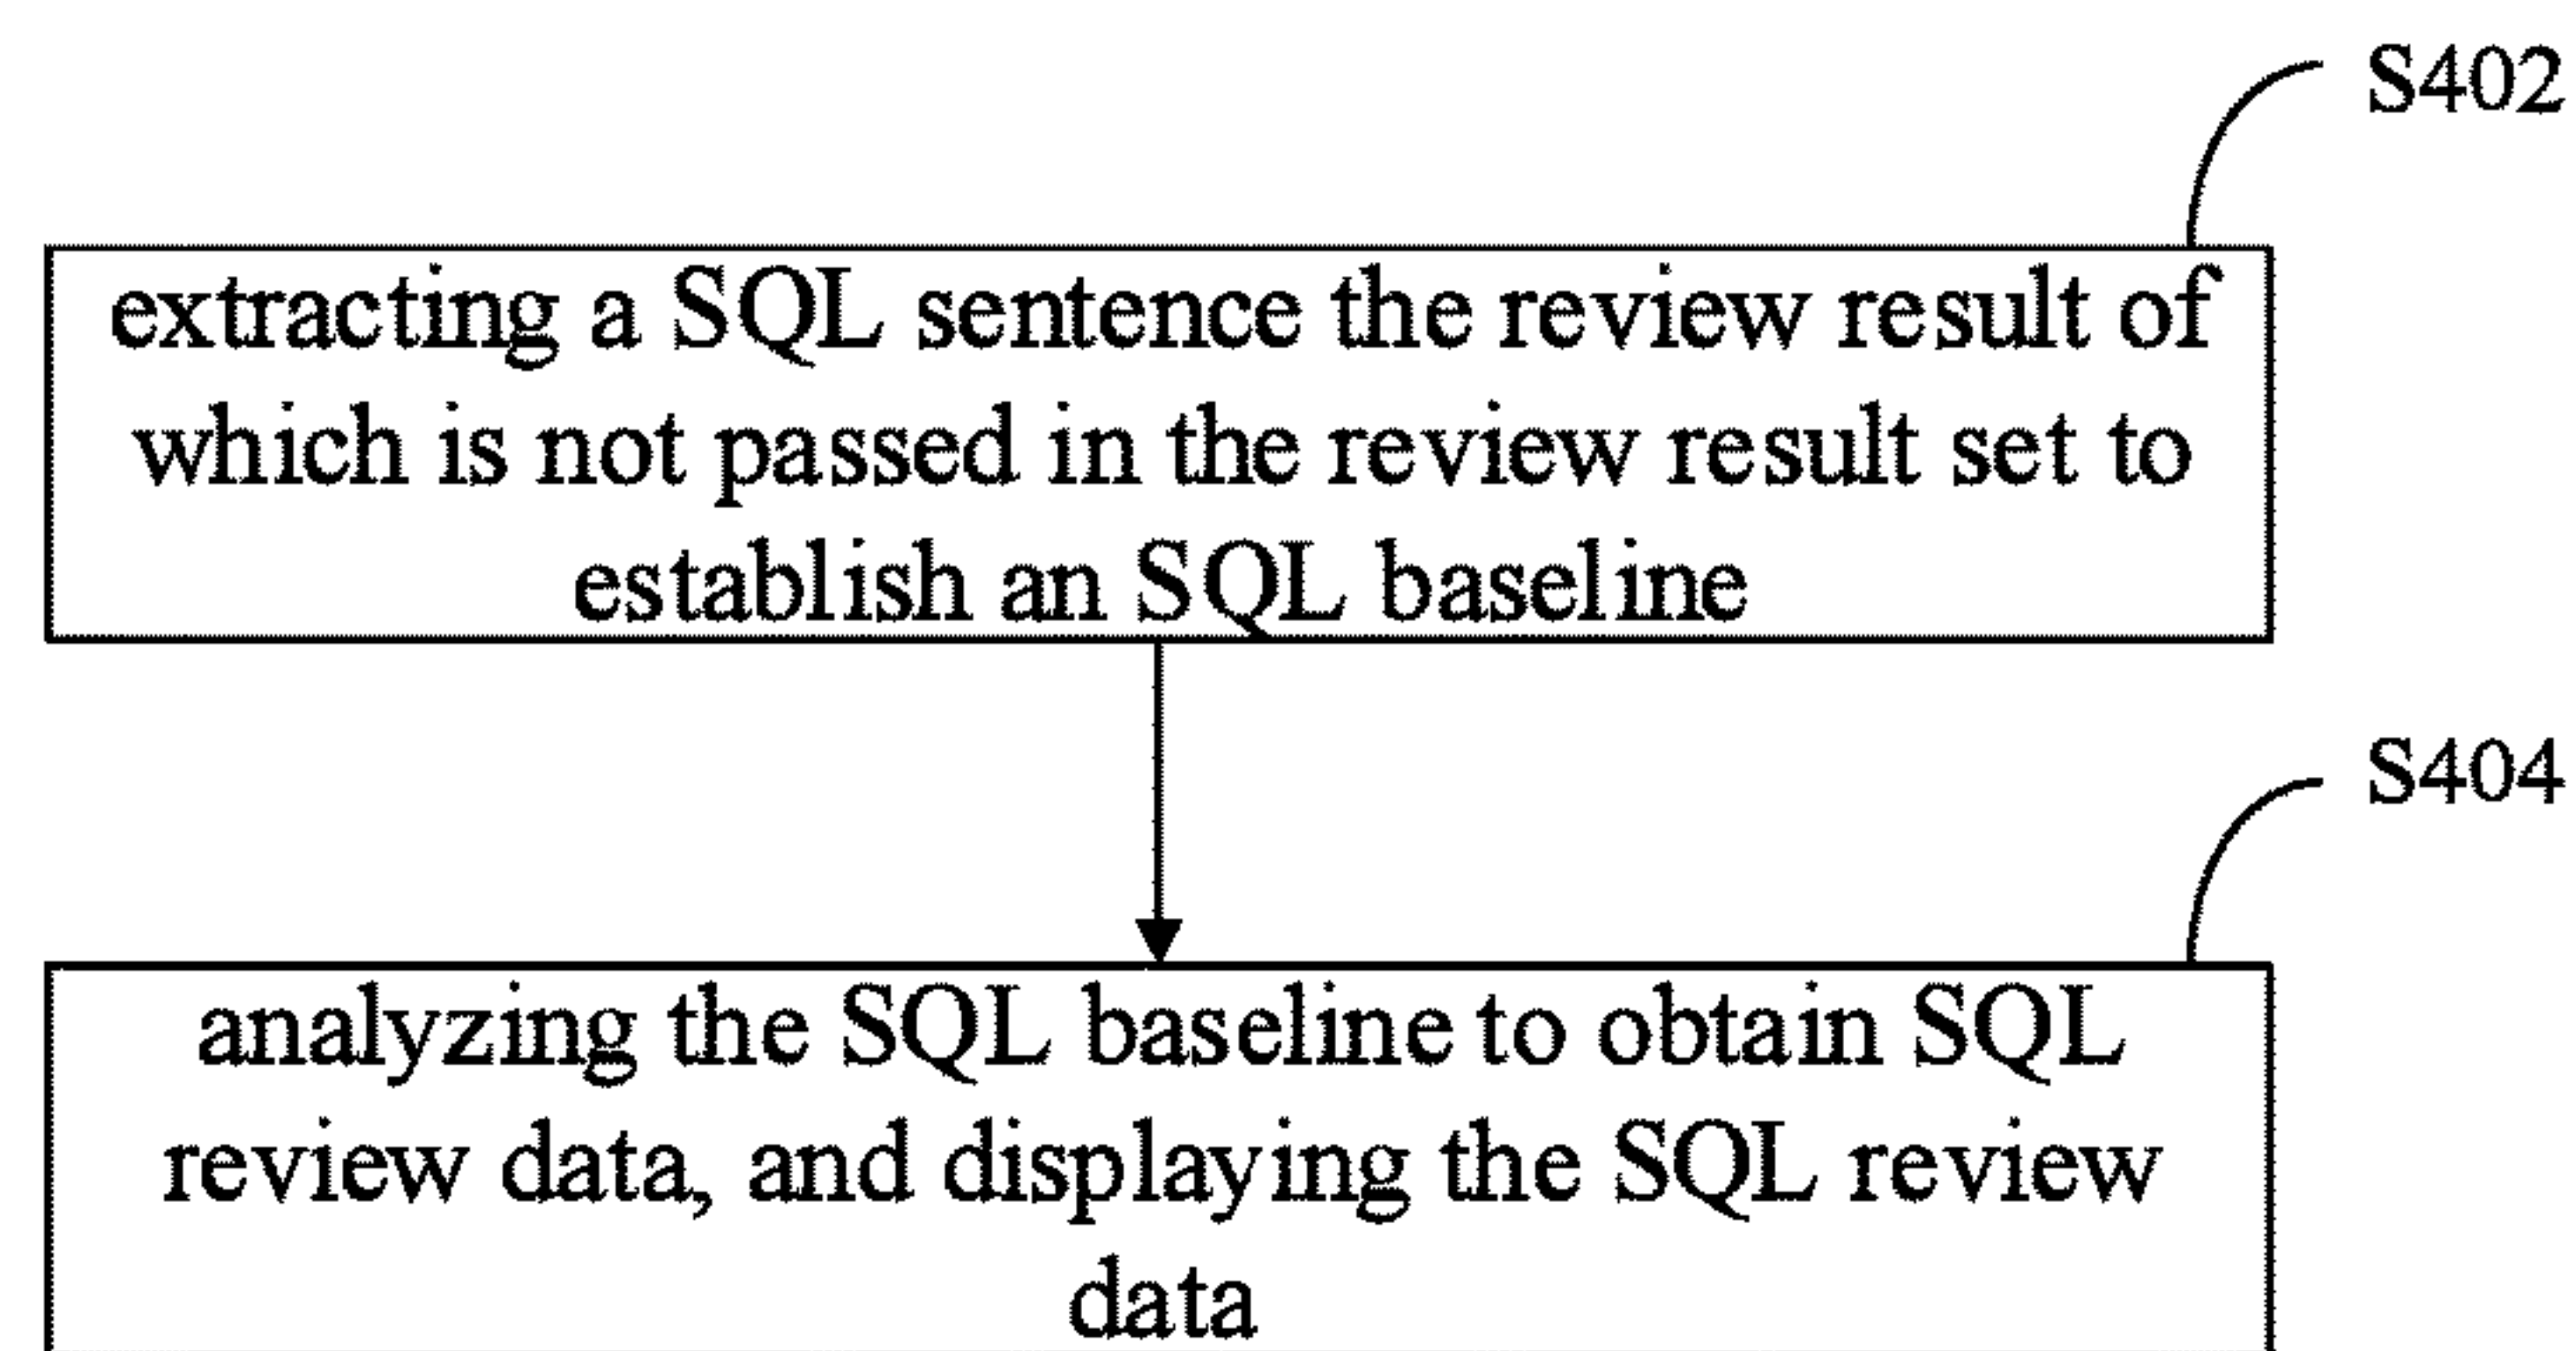 S402
extracting a SQL sentence the review result of
which is not passed in the review result set to
establish an SQL baseline
S404
analyzing the SQL baseline to obtain SQL
review data, and displaying the SQL review
data